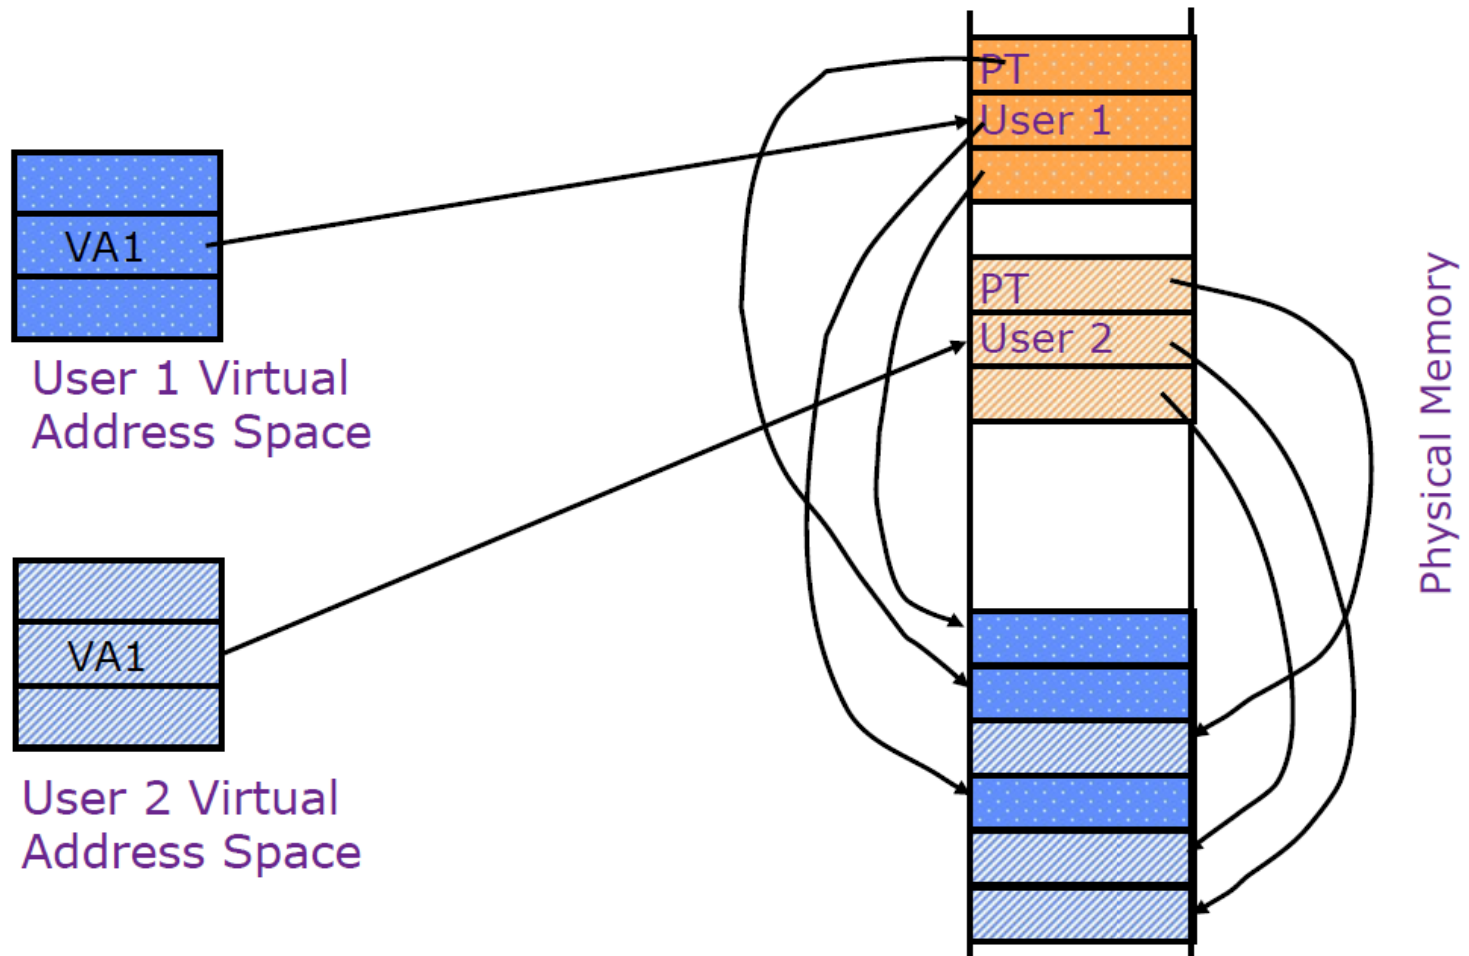 PT
User 1
VA1
User 1 Virtual
Address Space
PT
User 2
Physical Memory
VA1
User 2 Virtual
Address Space